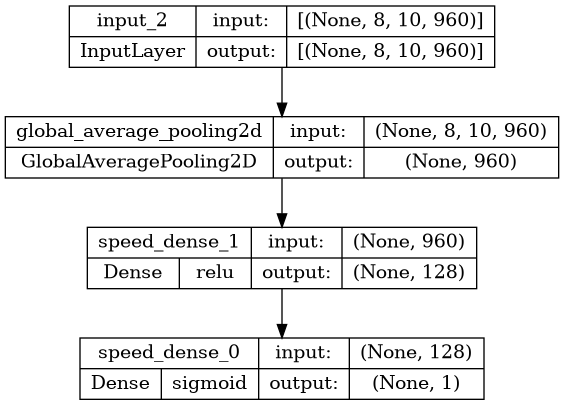 input_2 input: [(None, 8, 10, 960)]
InputLayer output: [(None, 8, 10, 960)]
global_average_pooling2d input: (None, 8, 10, 960)
GlobalAveragePooling2D output: (None, 960)
speed_dense_1 input: (None, 960)
Dense relu output: (None, 128)
speed_dense_0 input: (None, 128)
Dense sigmoid output: (None, 1)